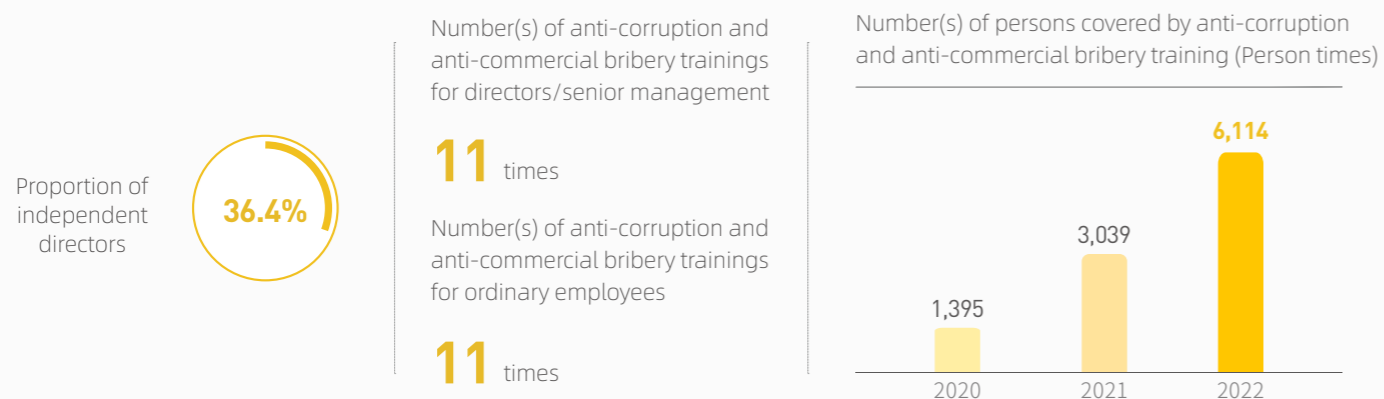 Proportion of
independent
directors
36.4%
Number(s) of anti-corruption and
anti-commercial bribery trainings
for directors/senior management
11 times
Number(s) of anti-corruption and
anti-commercial bribery trainings
for ordinary employees
11 times
Number(s) of persons covered by anti-corruption
and anti-commercial bribery training (Person times)
6,114
3,039
1,395
2020 2021 2022